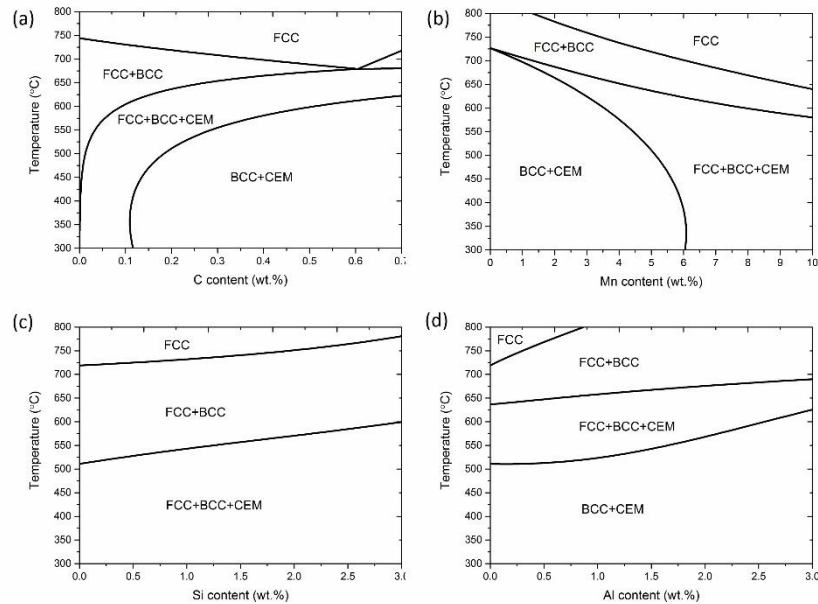 (a)
800
750
700
650
600
550
500
450
400
350
300
Temperature (°C)
FCC
FCC+BCC
FCC+BCC+CEM
BCC+CEM
0.0 0.1 0.2 0.3 0.4 0.5 0.6 0.7
C content (wt.%)
(b)
800
750
700
650
600
550
500
450
400
350
300
Temperature (°C)
FCC+BCC
FCC
BCC+CEM
FCC+BCC+CEM
0 1 2 3 4 5 6 7 8 9 10
Mn content (wt.%)
(c)
800
750
700
650
600
550
500
450
400
350
300
Temperature (°C)
FCC
FCC+BCC
FCC+BCC+CEM
0.0 0.5 1.0 1.5 2.0 2.5 3.0
Si content (wt.%)
(d)
800
750
700
650
600
550
500
450
400
350
300
Temperature (°C)
FCC
FCC+BCC
FCC+BCC+CEM
BCC+CEM
0.0 0.5 1.0 1.5 2.0 2.5 3.0
Al content (wt.%)